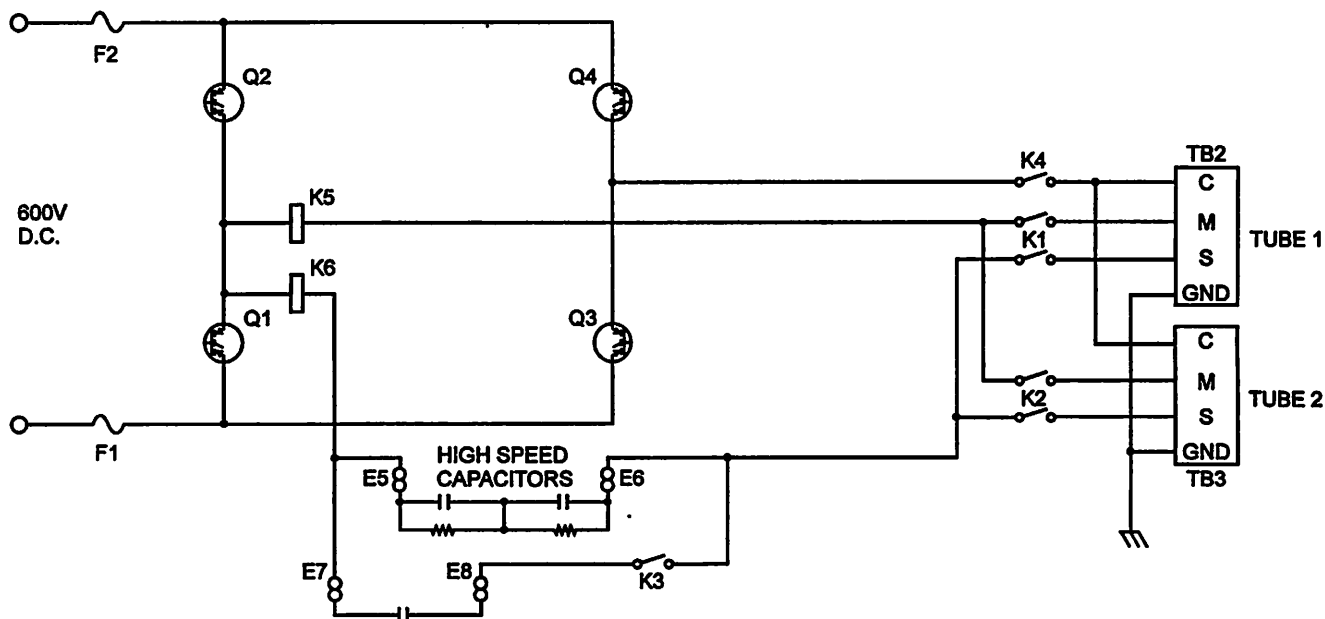 F2
Q2
Q4
K4
TB2
C
K5
M
600V
D.C.
K1
TUBE 1
S
K6
GND
Q1
Q3
C
M
K2
TUBE 2
S
F1
HIGH SPEED
CAPACITORS
GND
E5
E6
TB3
E7
E8
K3